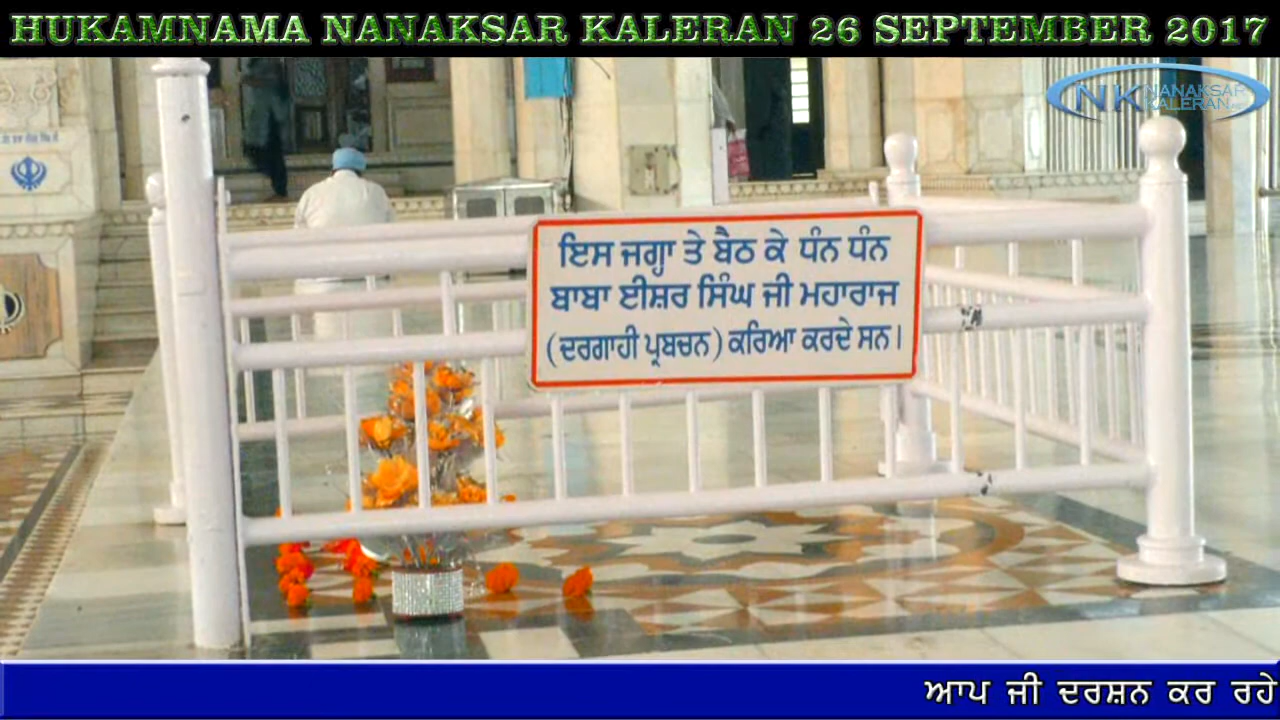 HUKAMNAMA NANAKSAR KALERAN 26 SEPTEMBER 2017
NANAKSAR
NK KALERAN
ਇਸ ਜਗ੍ਹਾ ਤੇ ਬੈਠ ਕੇ ਧੰਨ ਧੰਨ
ਬਾਬਾ ਈਸ਼ਰ ਸਿੰਘ ਜੀ ਮਹਾਰਾਜ
(ਦਰਗਾਹੀ ਪ੍ਰਬਚਨ) ਕਰਿਆ ਕਰਦੇ ਸਨ।
ਆਪ ਜੀ ਦਰਸ਼ਨ ਕਰ ਰਹੇ